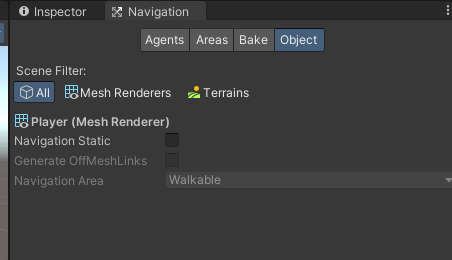 Inspector Navigation
Agents Areas Bake Object
Scene Filter:
All Mesh Renderers Terrains
Player (Mesh Renderer)
Navigation Static
Generate OffMeshLinks
Navigation Area Walkable